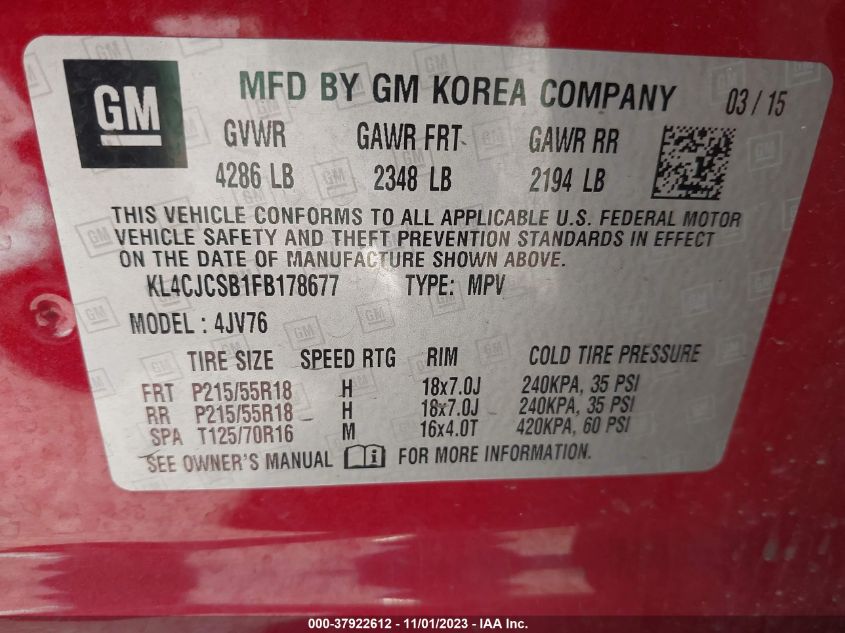 GM
MFD BY GM KOREA COMPANY 03 / 15
GVWR GAWR FRT GAWR RR
4286 LB 2348 LB 2194 LB
THIS VEHICLE CONFORMS TO ALL APPLICABLE U.S. FEDERAL MOTOR
VEHICLE SAFETY AND THEFT PREVENTION STANDARDS IN EFFECT
ON THE DATE OF MANUFACTURE SHOWN ABOVE.
KL4CJCSB1FB178677 TYPE: MPV
MODEL : 4JV76
TIRE SIZE SPEED RTG RIM COLD TIRE PRESSURE
FRT P215/55R18 H 18x7.0J 240KPA, 35 PSI
RR P215/55R18 H 18x7.0J 240KPA, 35 PSI
SPA T125/70R16 M 16x4.0T 420KPA, 60 PSI
SEE OWNER'S MANUAL i FOR MORE INFORMATION.
000-37922612 - 11/01/2023 - IAA Inc.